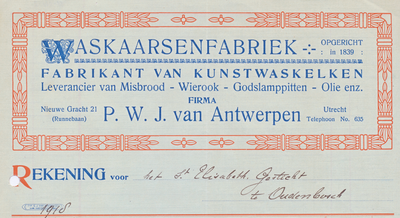 WASKAARSENFABRIEK -:- OPGERICHT : in 1839 :
FABRIKANT VAN KUNSTWASKELKEN
Leverancier van Misbrood - Wierook - Godslamppitten - Olie enz.
FIRMA
Nieuwe Gracht 21 P. W. J. van Antwerpen Utrecht
(Runnebaan) Telephoon No. 635
REKENING voor het St Elisabeth Gesticht
te Oudenbosch
1918